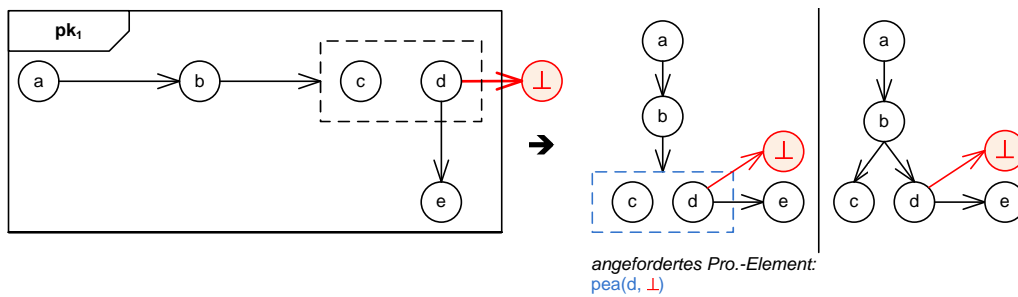 pk1
a b c d ⊥
e
➔
a
b
⊥
c d e
angefordertes Pro.-Element:
pea(d, ⊥)
a
b
⊥
c d e